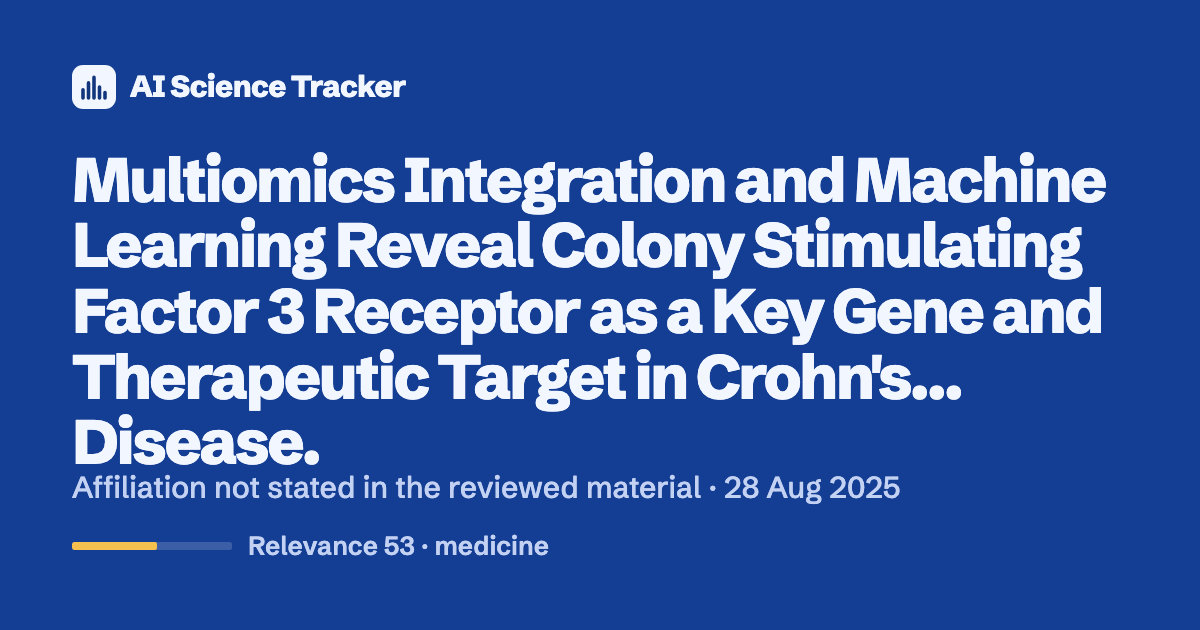 AI Science Tracker
Multiomics Integration and Machine
Learning Reveal Colony Stimulating
Factor 3 Receptor as a Key Gene and
Therapeutic Target in Crohn's...
Disease.
Affiliation not stated in the reviewed material · 28 Aug 2025
Relevance 53 · medicine